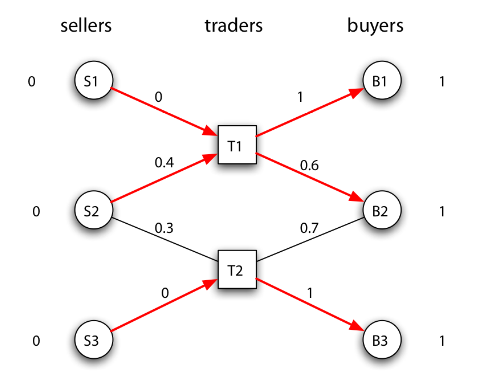 sellers traders buyers
0 S1 0 1 B1 1
T1
0.4 0.6
0 S2 B2 1
0.3 0.7
T2
0 1
0 S3 B3 1